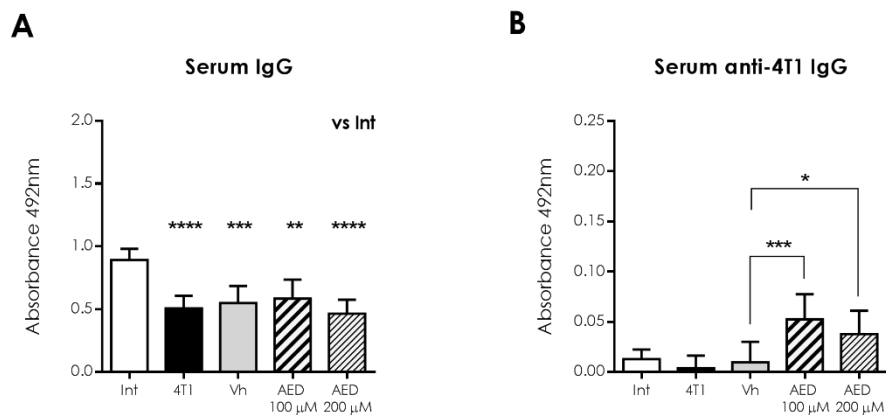 A
Serum IgG
vs Int
Absorbance 492nm
2.0
1.5
1.0
0.5
0.0
**** *** ** ****
Int 4T1 Vh AED 100 µM AED 200 µM
B
Serum anti-4T1 IgG
Absorbance 492nm
0.25
0.20
0.15
0.10
0.05
0.00
*
***
Int 4T1 Vh AED 100 µM AED 200 µM